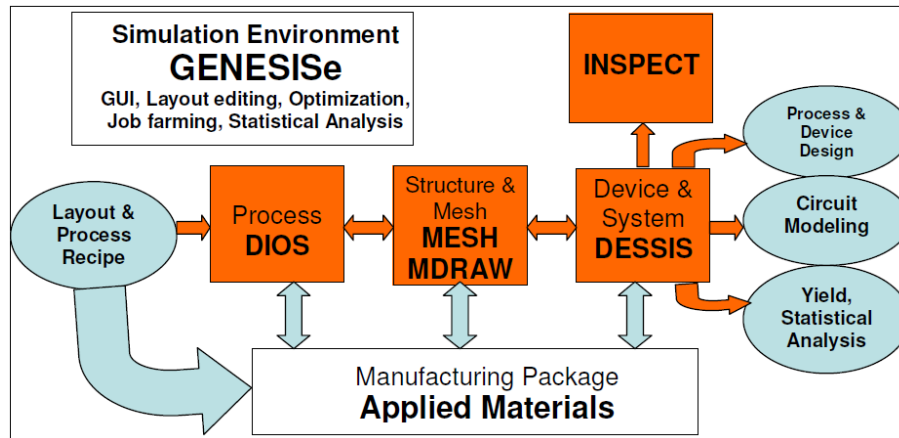 Simulation Environment
GENESISe
GUI, Layout editing, Optimization,
Job farming, Statistical Analysis
INSPECT
Process &
Device
Design
Layout &
Process
Recipe
Process
DIOS
Structure &
Mesh
MESH
MDRAW
Device &
System
DESSIS
Circuit
Modeling
Yield,
Statistical
Analysis
Manufacturing Package
Applied Materials